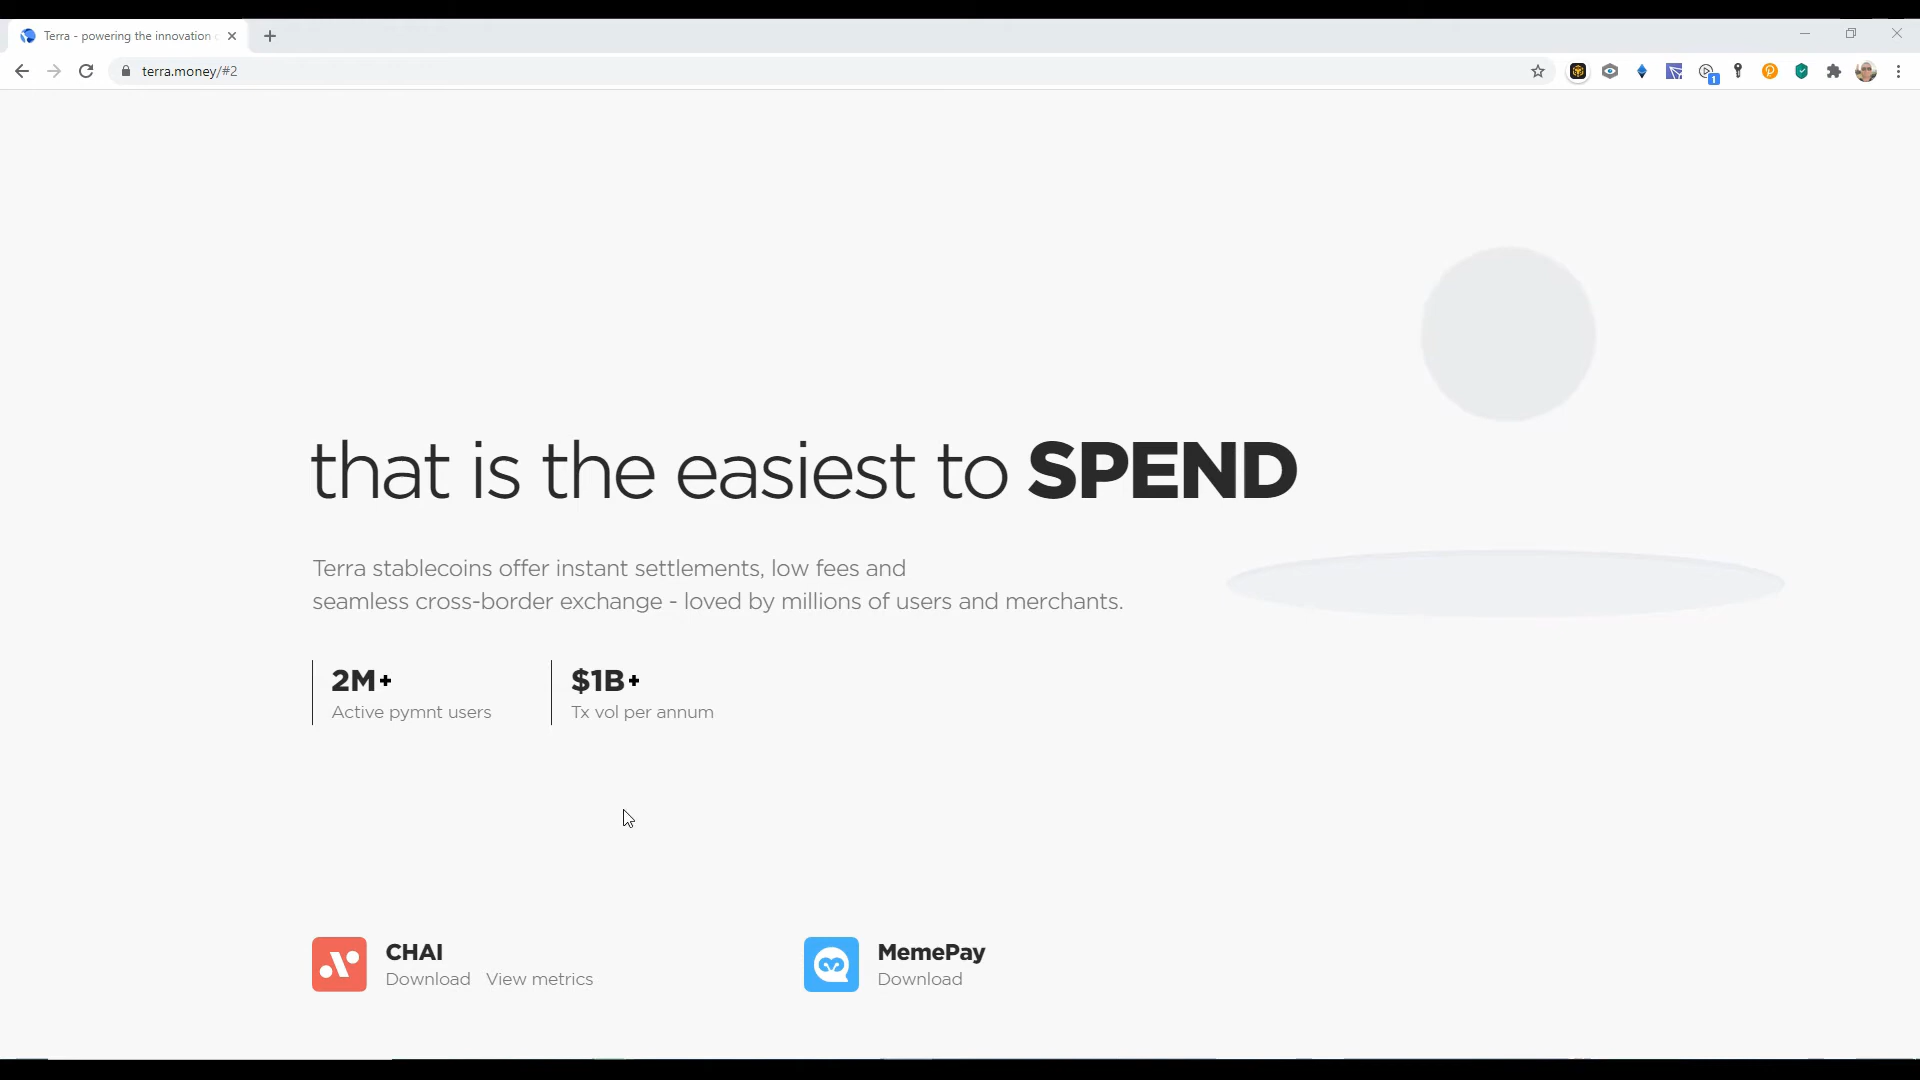 Terra - powering the innovation
terra.money/#2
1
that is the easiest to SPEND
Terra stablecoins offer instant settlements, low fees and
seamless cross-border exchange - loved by millions of users and merchants.
2M+
Active pymnt users
$1B+
Tx vol per annum
CHAI
Download View metrics
MemePay
Download